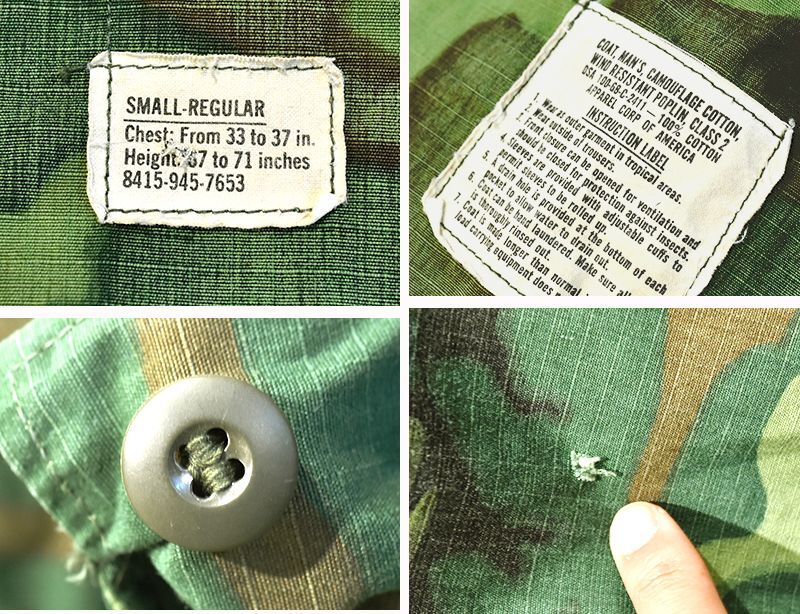 SMALL-REGULAR
Chest: From 33 to 37 in.
Height: 67 to 71 inches
8415-945-7653
COAT MAN'S, CAMOUFLAGE COTTON,
WIND RESISTANT POPLIN, CLASS 2
DSA 100-68-C-2411 — 100% COTTON
APPAREL CORP. OF AMERICA
INSTRUCTION LABEL
1. Wear as outer garment in tropical areas.
2. Wear outside of trousers.
3. Front closure can be opened for ventilation and
should be closed for protection against insects.
4. Sleeves are provided with adjustable cuffs to
permit sleeves to be rolled up.
5. A drain hole is provided at the bottom of each
pocket to allow water to drain out.
6. Coat can be hand laundered. Make sure all
thoroughly rinsed out.
7. Coat is made longer than normal
load carrying equipment does